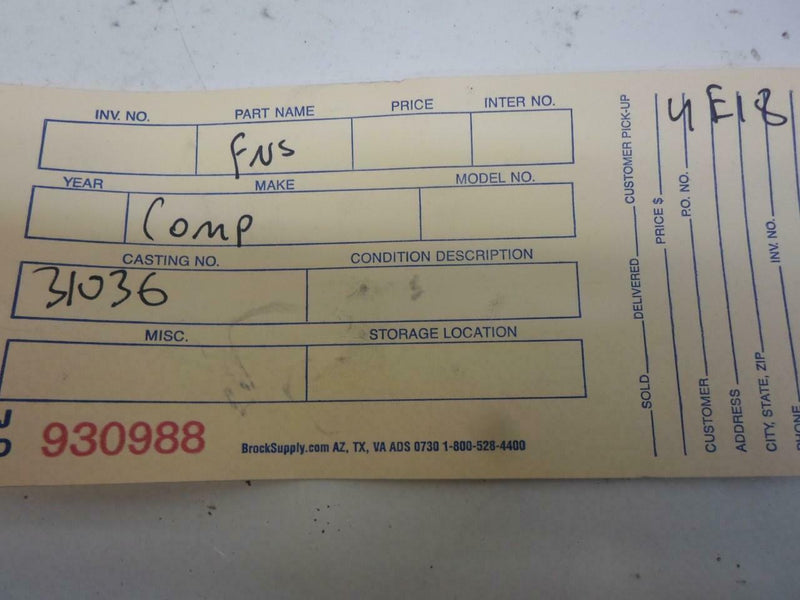 INV. NO. PART NAME PRICE INTER NO.
FNS
YEAR MAKE MODEL NO.
Comp
CASTING NO. CONDITION DESCRIPTION
31036
MISC. STORAGE LOCATION
930988
BrockSupply.com AZ, TX, VA ADS 0730 1-800-528-4400
4E18
SOLD DELIVERED CUSTOMER PICK-UP
PRICE $
CUSTOMER P.O. NO.
ADDRESS
CITY, STATE, ZIP INV. NO.
PHONE